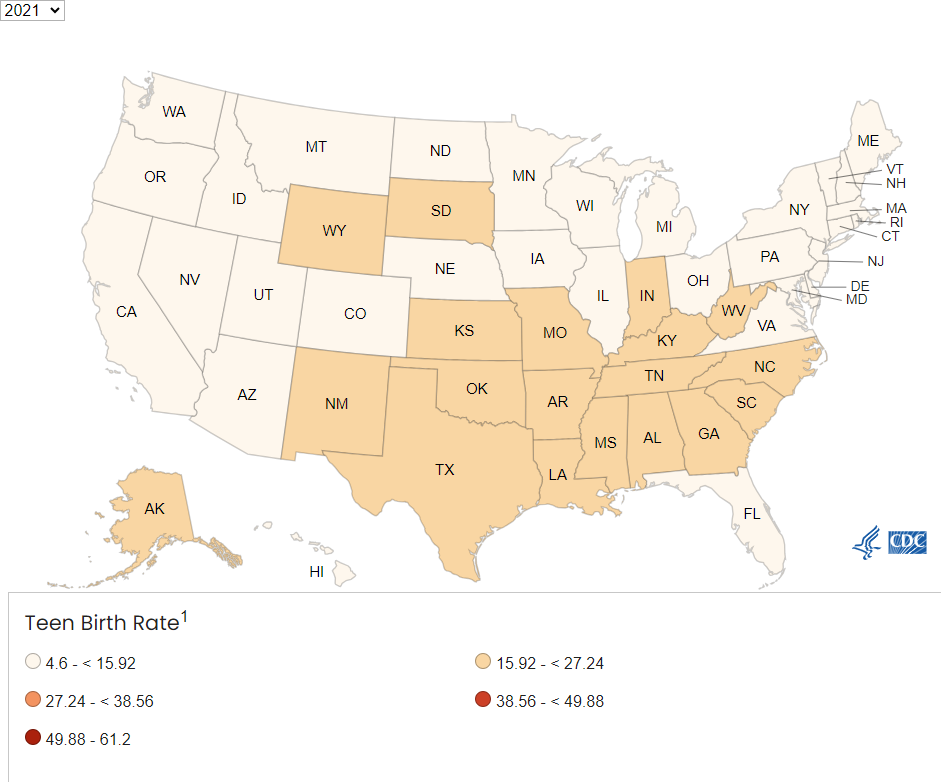 2021
WA
MT
ND
MN
ME
VT
NH
OR
ID
SD
WI
MI
NY
MA
RI
CT
WY
NV
UT
NE
IA
IL
IN
OH
PA
NJ
DE
MD
CA
CO
KS
MO
KY
WV
VA
AZ
NM
OK
AR
TN
NC
SC
TX
LA
MS
AL
GA
FL
AK
HI
CDC
Teen Birth Rate1
4.6 - < 15.92
15.92 - < 27.24
27.24 - < 38.56
38.56 - < 49.88
49.88 - 61.2